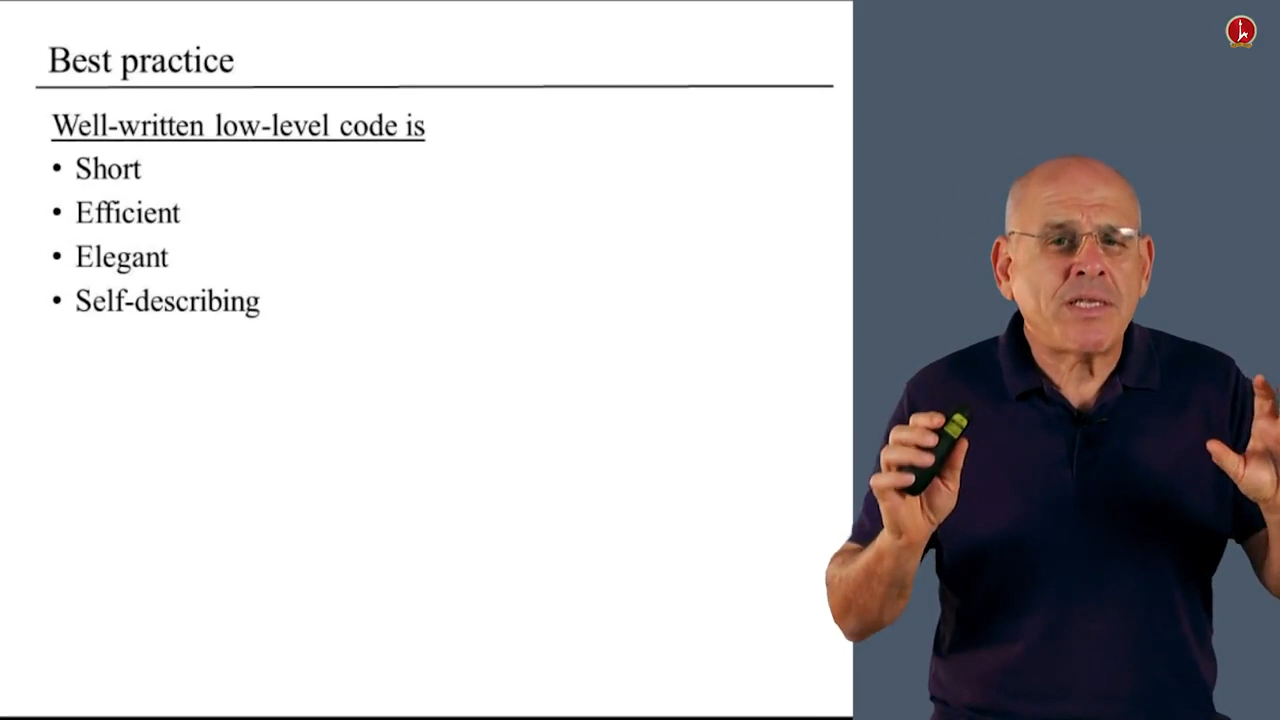 Best practice
Well-written low-level code is
• Short
• Efficient
• Elegant
• Self-describing